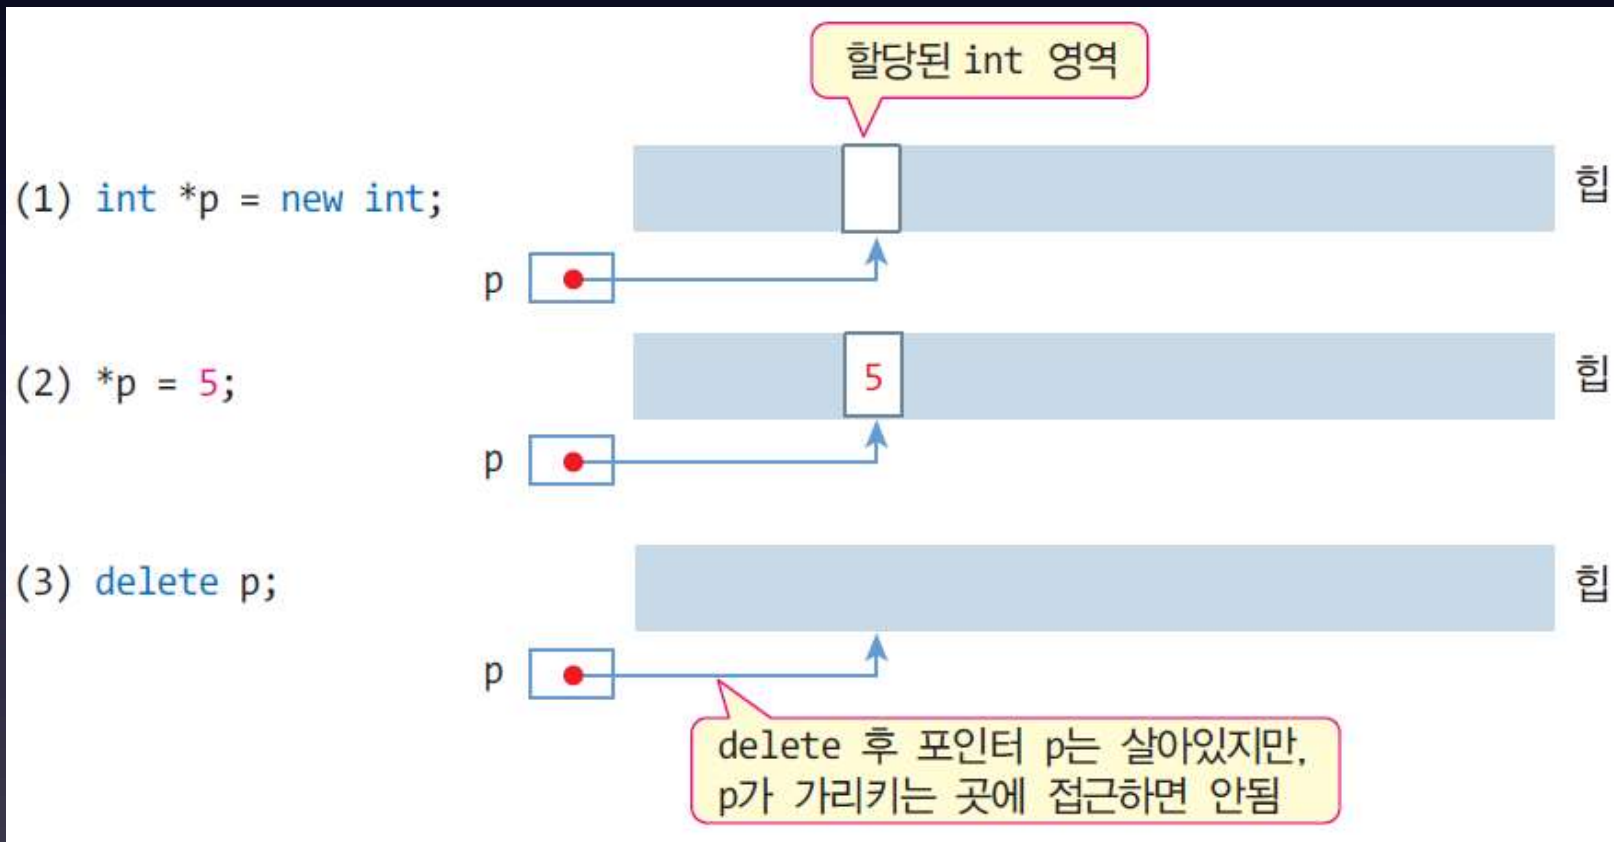 할당된 int 영역
(1) int *p = new int;
힙
p
(2) *p = 5;
5
힙
p
(3) delete p;
힙
p
delete 후 포인터 p는 살아있지만,
p가 가리키는 곳에 접근하면 안됨